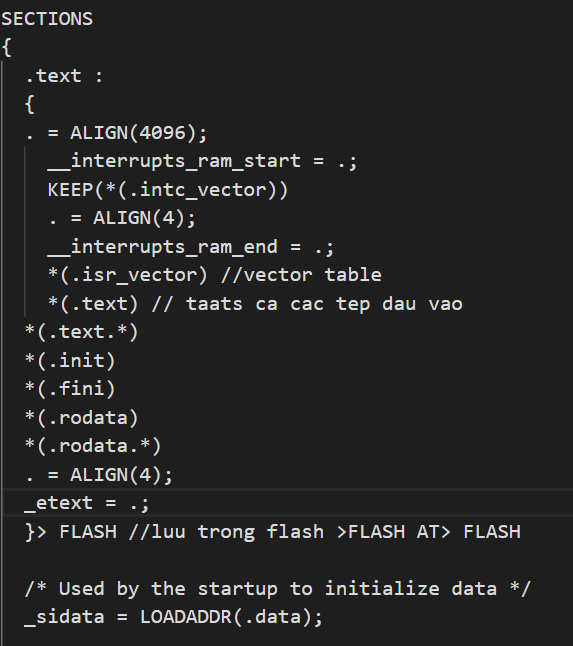 SECTIONS
{
.text :
{
. = ALIGN(4096);
__interrupts_ram_start = .;
KEEP(*(.intc_vector))
. = ALIGN(4);
__interrupts_ram_end = .;
*(.isr_vector) //vector table
*(.text) // taats ca cac tep dau vao
*(.text.*)
*(.init)
*(.fini)
*(.rodata)
*(.rodata.*)
. = ALIGN(4);
_etext = .;
}> FLASH //luu trong flash >FLASH AT> FLASH
/* Used by the startup to initialize data */
_sidata = LOADADDR(.data);